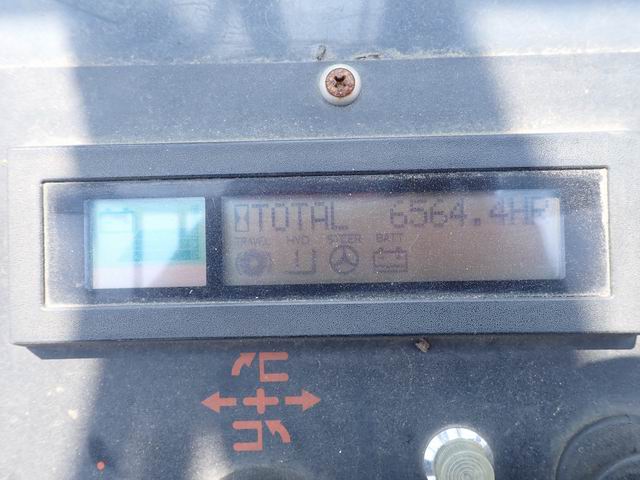 TOTAL 6564.4HR
TRAVEL HYD. STEER BATT